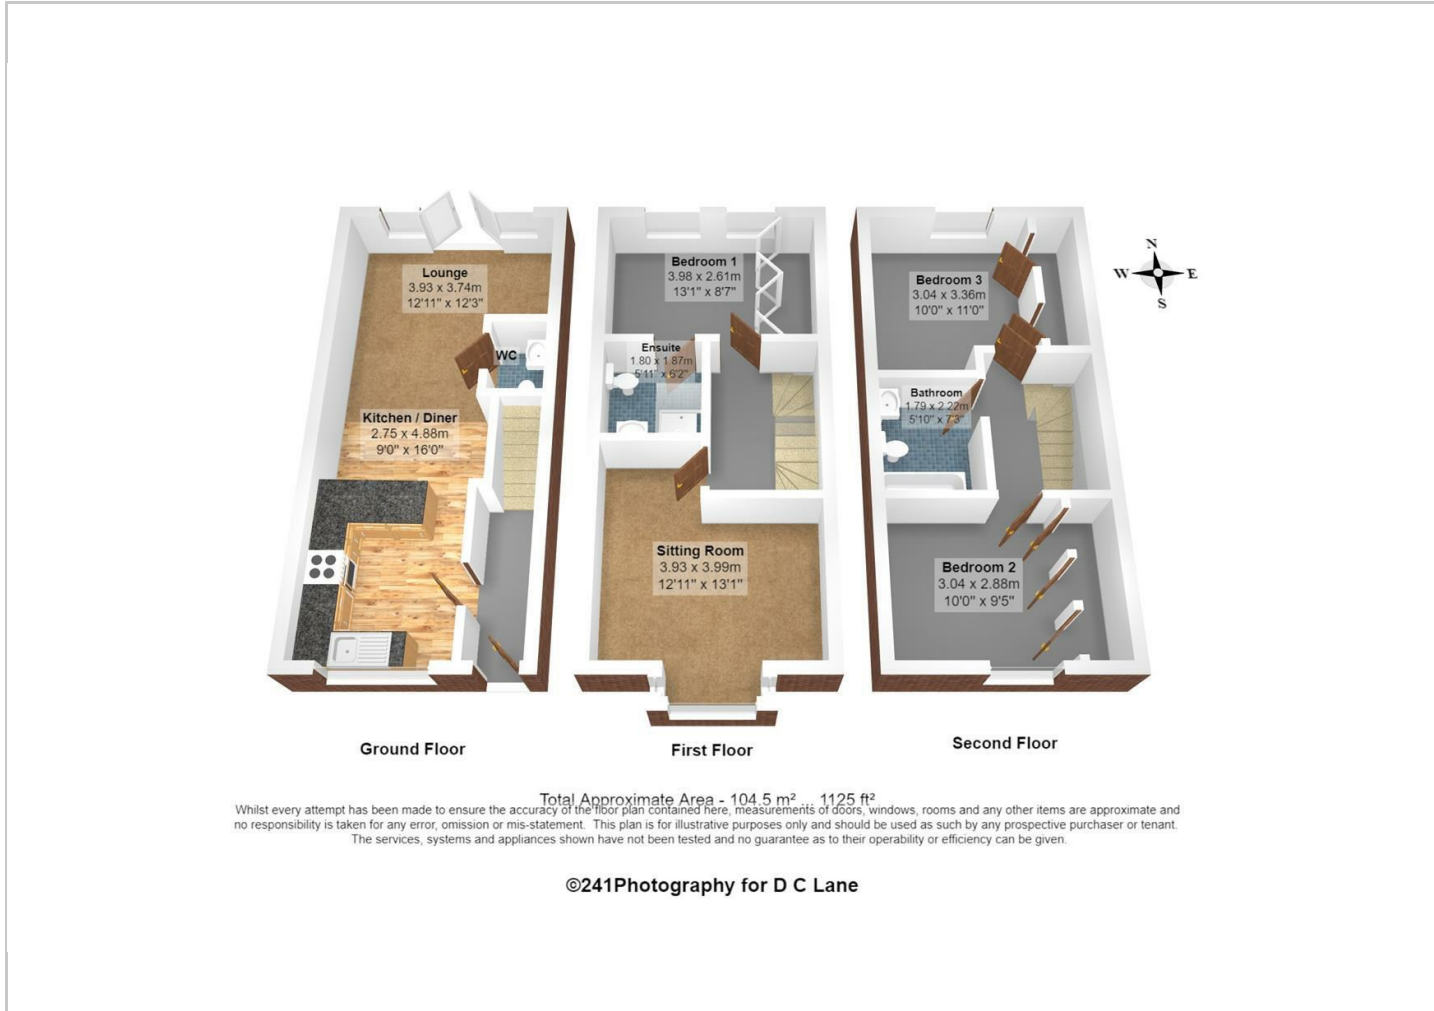 Lounge
3.93 x 3.74m
12'11" x 12'3"
WC
Kitchen / Diner
2.75 x 4.88m
9'0" x 16'0"
Ground Floor
Bedroom 1
3.98 x 2.61m
13'1" x 8'7"
Ensuite
1.80 x 1.87m
5'11" x 6'2"
Sitting Room
3.93 x 3.99m
12'11" x 13'1"
First Floor
Bedroom 3
3.04 x 3.36m
10'0" x 11'0"
Bathroom
1.79 x 2.22m
5'10" x 7'3"
Bedroom 2
3.04 x 2.88m
10'0" x 9'5"
Second Floor
N
W E
S
Total Approximate Area - 104.5 m² ... 1125 ft²
Whilst every attempt has been made to ensure the accuracy of the floor plan contained here, measurements of doors, windows, rooms and any other items are approximate and
no responsibility is taken for any error, omission or mis-statement. This plan is for illustrative purposes only and should be used as such by any prospective purchaser or tenant.
The services, systems and appliances shown have not been tested and no guarantee as to their operability or efficiency can be given.
©241Photography for D C Lane